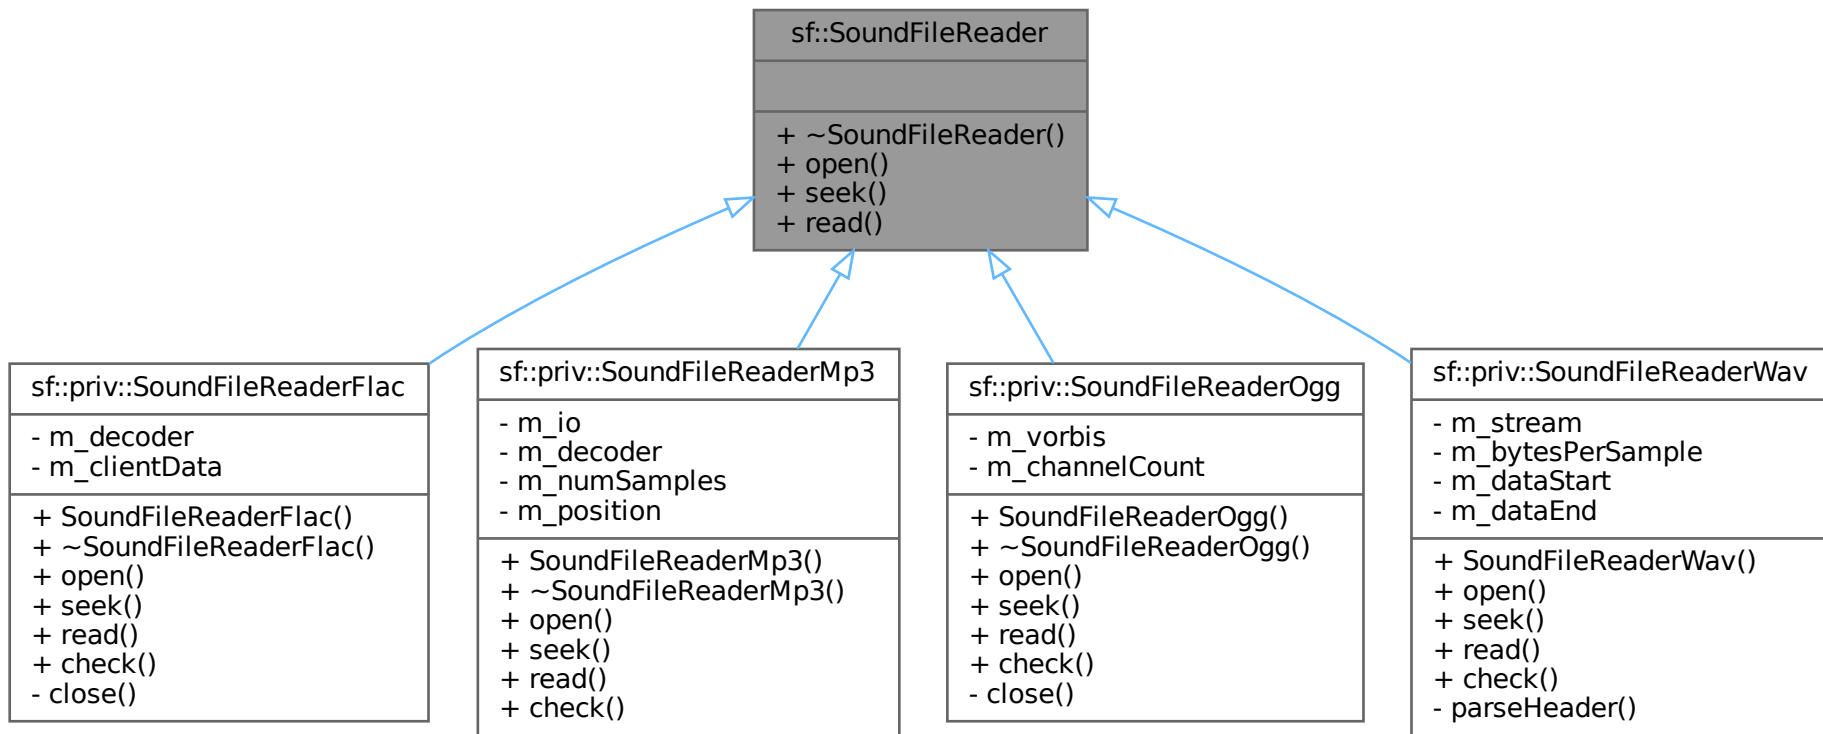 sf::SoundFileReader
+ ~SoundFileReader()
+ open()
+ seek()
+ read()
sf::priv::SoundFileReaderFlac
- m_decoder
- m_clientData
+ SoundFileReaderFlac()
+ ~SoundFileReaderFlac()
+ open()
+ seek()
+ read()
+ check()
- close()
sf::priv::SoundFileReaderMp3
- m_io
- m_decoder
- m_numSamples
- m_position
+ SoundFileReaderMp3()
+ ~SoundFileReaderMp3()
+ open()
+ seek()
+ read()
+ check()
sf::priv::SoundFileReaderOgg
- m_vorbis
- m_channelCount
+ SoundFileReaderOgg()
+ ~SoundFileReaderOgg()
+ open()
+ seek()
+ read()
+ check()
- close()
sf::priv::SoundFileReaderWav
- m_stream
- m_bytesPerSample
- m_dataStart
- m_dataEnd
+ SoundFileReaderWav()
+ open()
+ seek()
+ read()
+ check()
- parseHeader()